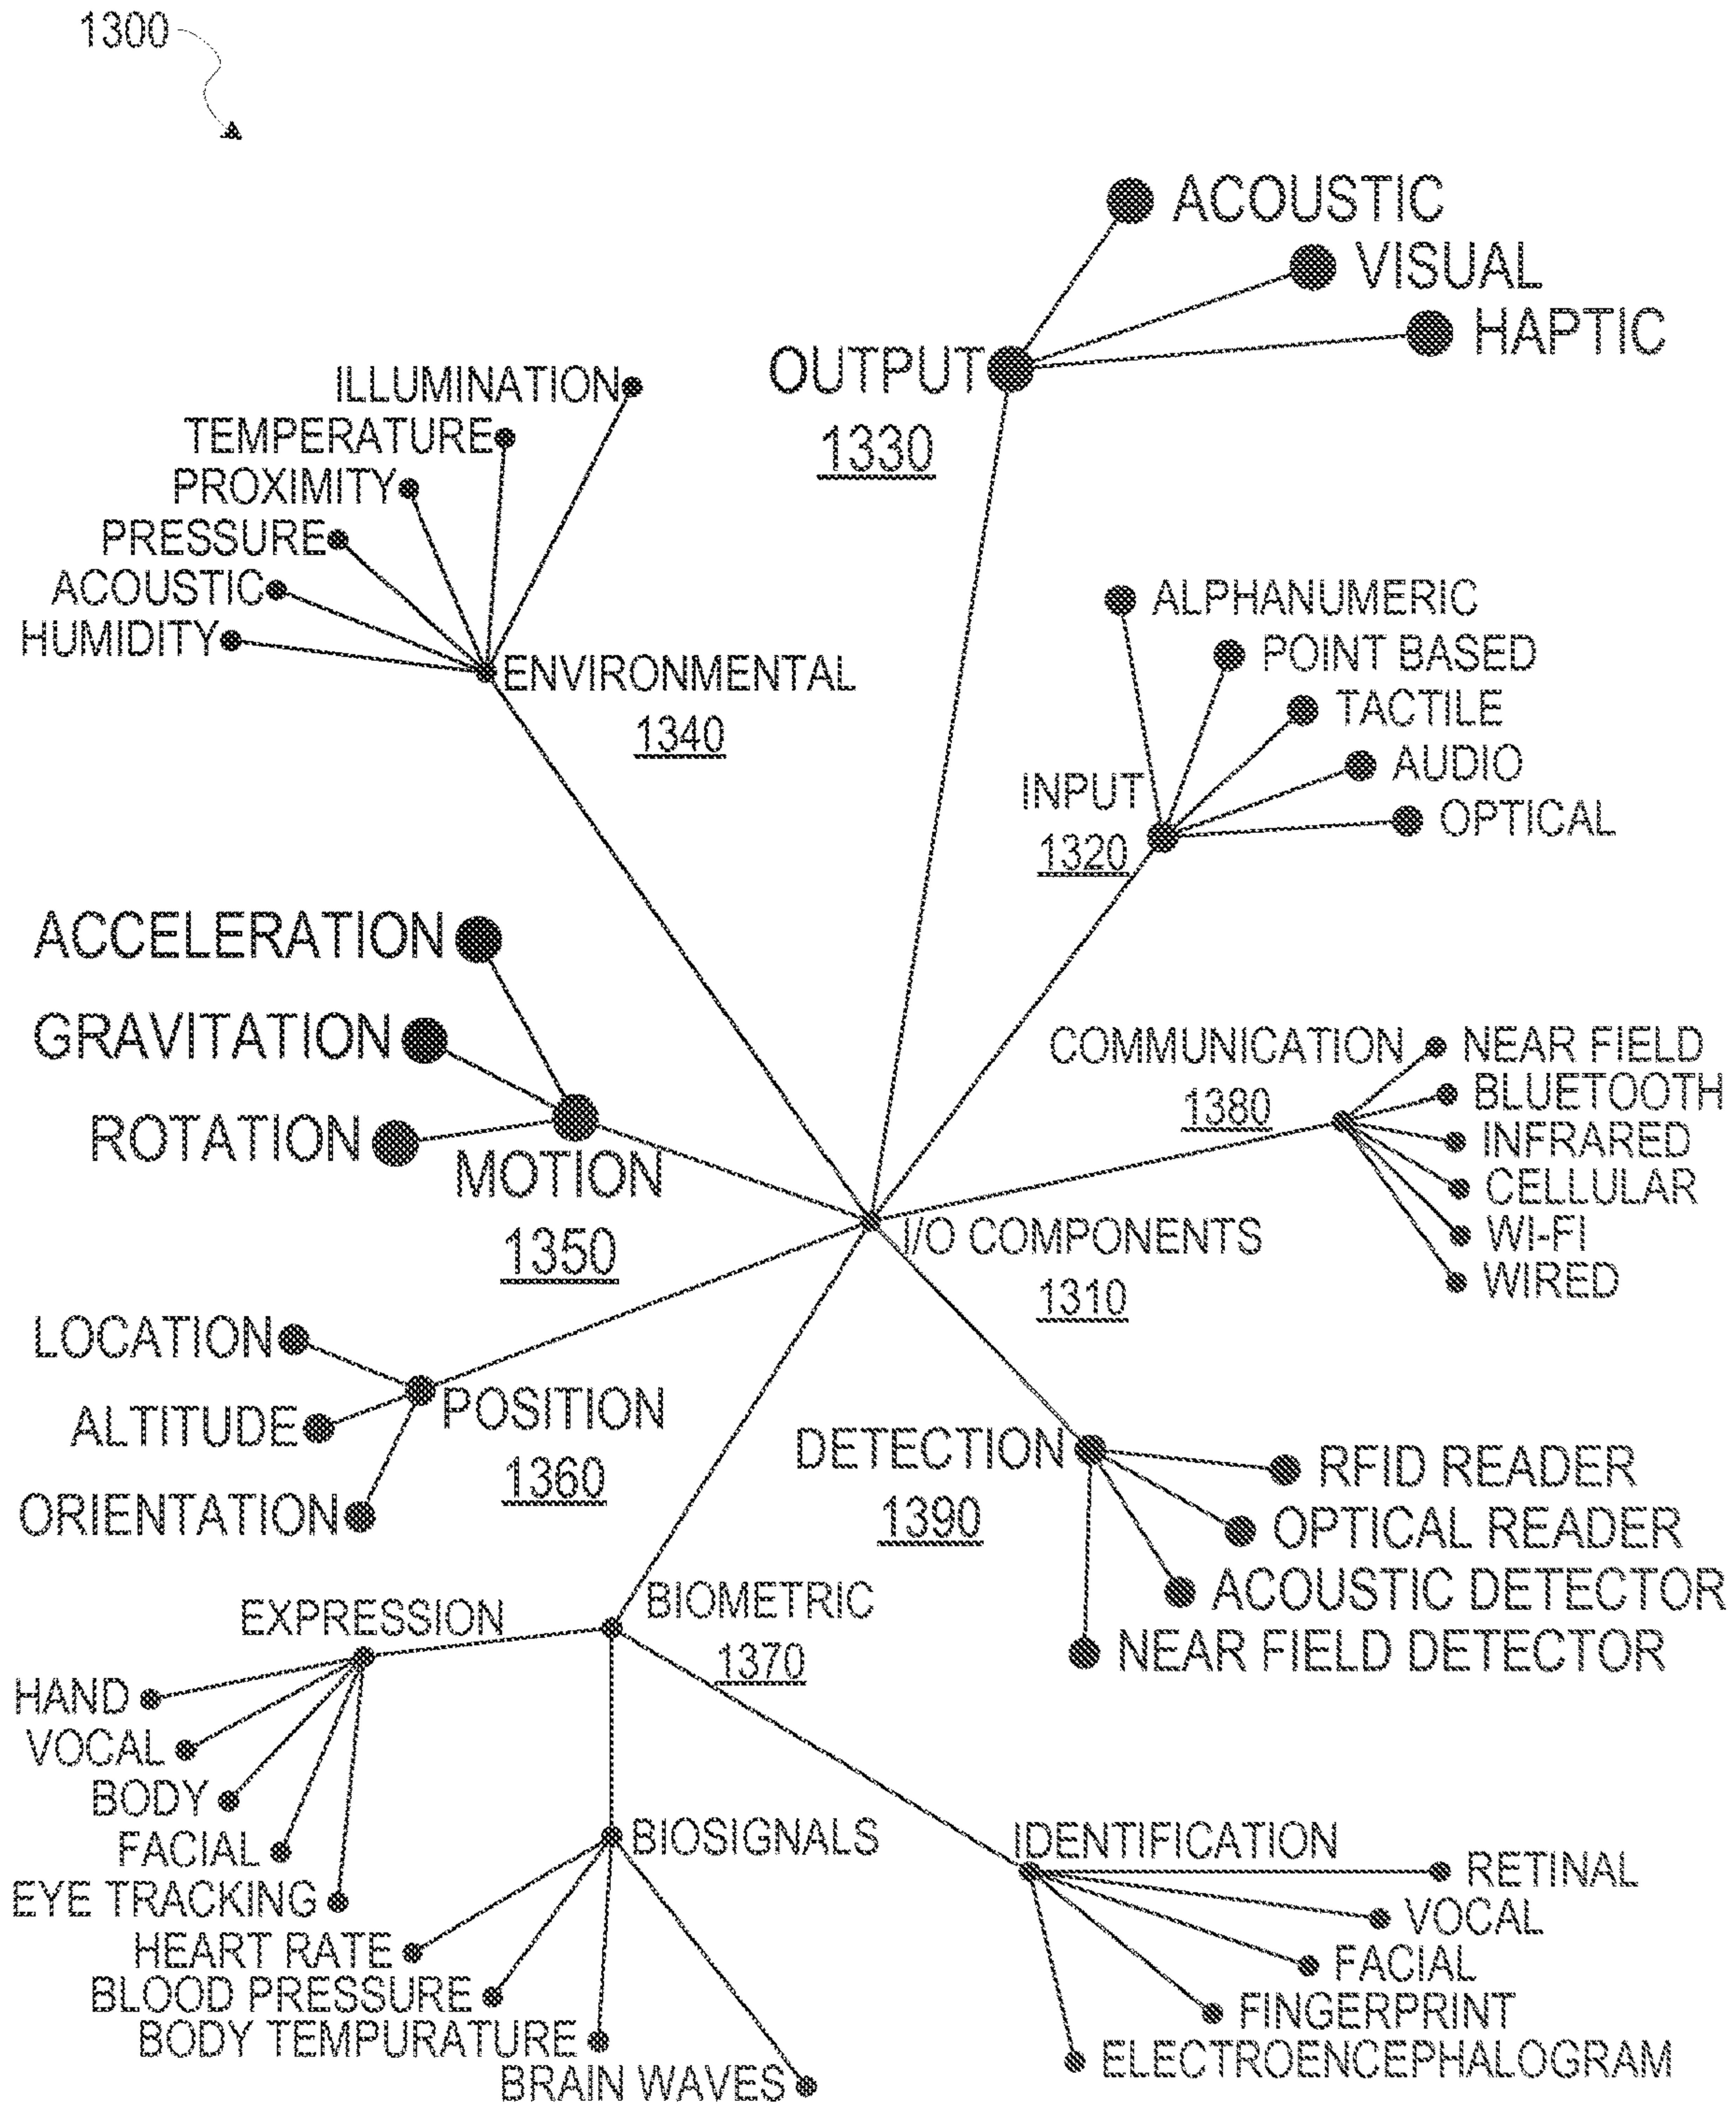 1300
ACOUSTIC
VISUAL
HAPTIC
OUTPUT
1330
ILLUMINATION
TEMPERATURE
PROXIMITY
PRESSURE
ACOUSTIC
HUMIDITY
ENVIRONMENTAL
1340
ALPHANUMERIC
POINT BASED
TACTILE
AUDIO
OPTICAL
INPUT
1320
ACCELERATION
GRAVITATION
ROTATION
MOTION
1350
COMMUNICATION
1380
NEAR FIELD
BLUETOOTH
INFRARED
CELLULAR
WI-FI
WIRED
I/O COMPONENTS
1310
LOCATION
ALTITUDE
ORIENTATION
POSITION
1360
DETECTION
1390
RFID READER
OPTICAL READER
ACOUSTIC DETECTOR
NEAR FIELD DETECTOR
BIOMETRIC
1370
EXPRESSION
HAND
VOCAL
BODY
FACIAL
EYE TRACKING
BIOSIGNALS
HEART RATE
BLOOD PRESSURE
BODY TEMPURATURE
BRAIN WAVES
IDENTIFICATION
RETINAL
VOCAL
FACIAL
FINGERPRINT
ELECTROENCEPHALOGRAM